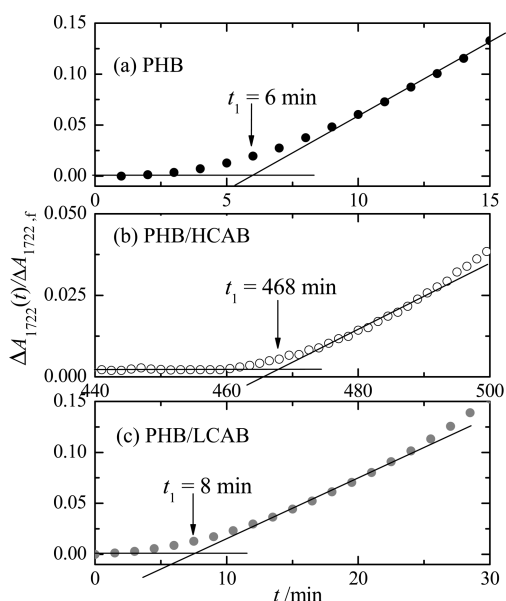 0.15
(a) PHB
0.10
t₁ = 6 min
0.05
0.00
0 5 10 15
0.050
(b) PHB/HCAB
t₁ = 468 min
0.025
0.000
440 460 480 500
0.15
(c) PHB/LCAB
0.10
t₁ = 8 min
0.05
0.00
0 10 20 30
t /min
ΔA₁₇₂₂(t)/ΔA₁₇₂₂,f